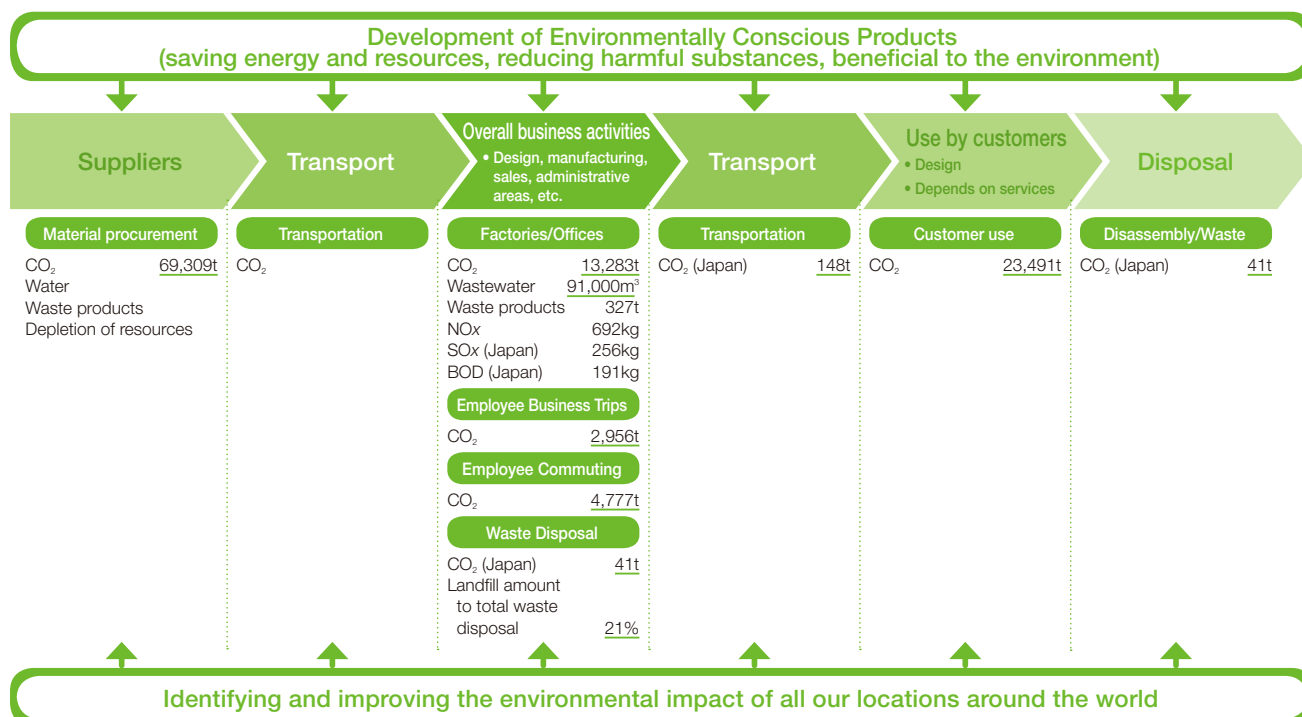 Development of Environmentally Conscious Products
(saving energy and resources, reducing harmful substances, beneficial to the environment)
Suppliers
Transport
Overall business activities
• Design, manufacturing,
sales, administrative
areas, etc.
Transport
Use by customers
• Design
• Depends on services
Disposal
Material procurement
CO₂ 69,309t
Water
Waste products
Depletion of resources
Transportation
CO₂
Factories/Offices
CO₂ 13,283t
Wastewater 91,000m³
Waste products 327t
NOx 692kg
SOx (Japan) 256kg
BOD (Japan) 191kg
Employee Business Trips
CO₂ 2,956t
Employee Commuting
CO₂ 4,777t
Waste Disposal
CO₂ (Japan) 41t
Landfill amount
to total waste
disposal 21%
Transportation
CO₂ (Japan) 148t
Customer use
CO₂ 23,491t
Disassembly/Waste
CO₂ (Japan) 41t
Identifying and improving the environmental impact of all our locations around the world